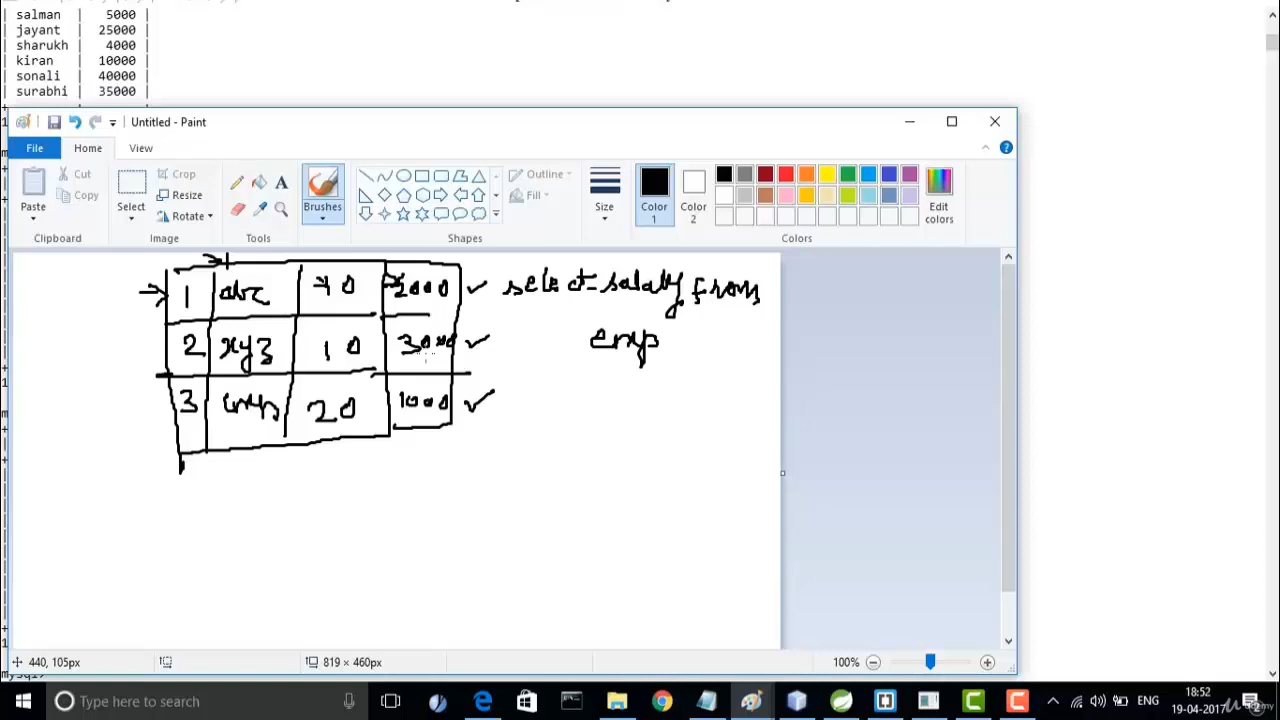 | salman | 5000 |
| jayant | 25000 |
| sharukh | 4000 |
| kiran | 10000 |
| sonali | 40000 |
| surabhi | 35000 |
Untitled - Paint
File Home View
Paste Cut Copy
Select Crop Resize Rotate
Brushes
Outline Fill
Size
Color 1
Color 2
Edit colors
Clipboard Image Tools Shapes Colors
1 abc 10 2000 select salary from
2 xyz 10 3000 emp
3 20 1000
440, 105px 819 × 460px 100%
mysql>
Type here to search ENG 18:52
19-04-2017